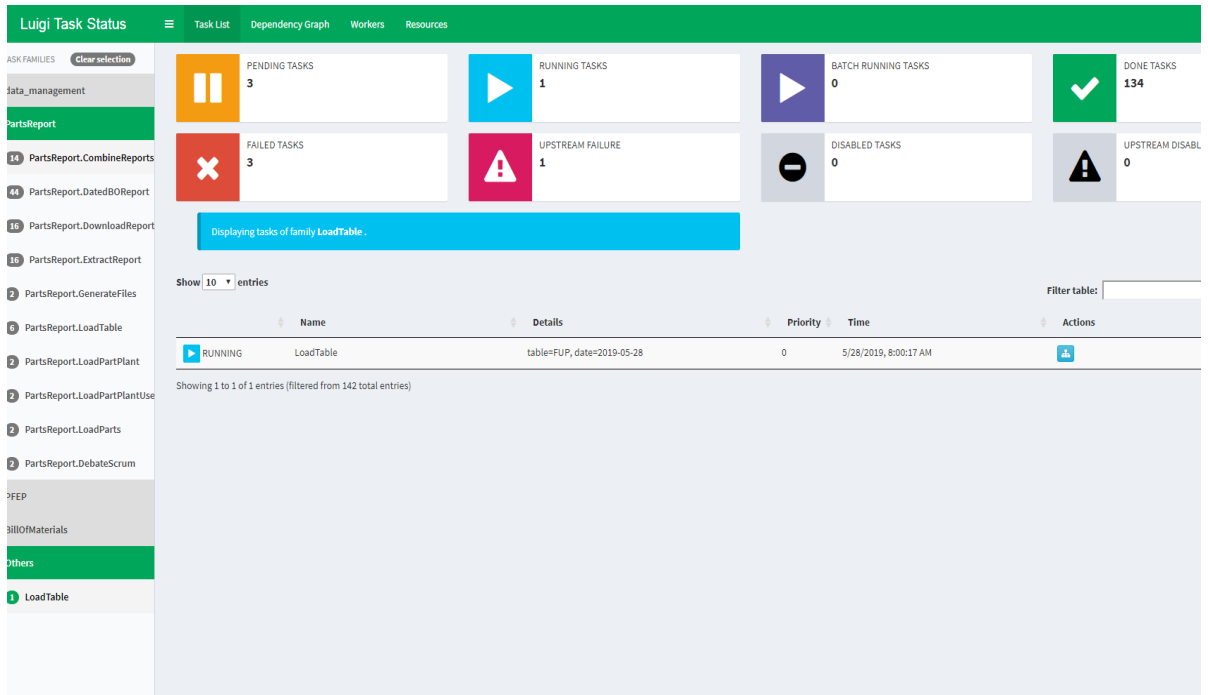 Luigi Task Status
Task List
Dependency Graph
Workers
Resources
ASK FAMILIES
Clear selection
data_management
PartsReport
14 PartsReport.CombineReports
44 PartsReport.DatedBOReport
16 PartsReport.DownloadReport
16 PartsReport.ExtractReport
2 PartsReport.GenerateFiles
6 PartsReport.LoadTable
2 PartsReport.LoadPartPlant
2 PartsReport.LoadPartPlantUse
2 PartsReport.LoadParts
2 PartsReport.DebateScrum
PFEP
BillOfMaterials
Others
1 LoadTable
PENDING TASKS
3
RUNNING TASKS
1
BATCH RUNNING TASKS
0
DONE TASKS
134
FAILED TASKS
3
UPSTREAM FAILURE
1
DISABLED TASKS
0
UPSTREAM DISABL
0
Displaying tasks of family LoadTable .
Show 10 entries
Filter table:
Name Details Priority Time Actions
RUNNING LoadTable table=FUP, date=2019-05-28 0 5/28/2019, 8:00:17 AM
Showing 1 to 1 of 1 entries (filtered from 142 total entries)